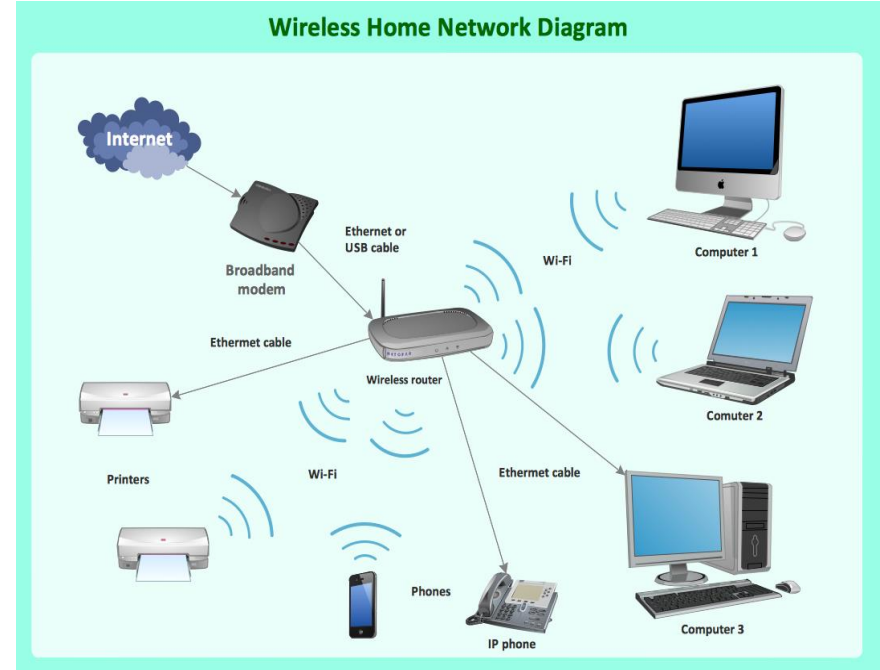 Wireless Home Network Diagram
Internet
Ethernet or
USB cable
Broadband
modem
Wi-Fi
Computer 1
Ethermet cable
Wireless router
NETGEAR
Comuter 2
Printers
Wi-Fi
Ethermet cable
Phones
IP phone
Computer 3